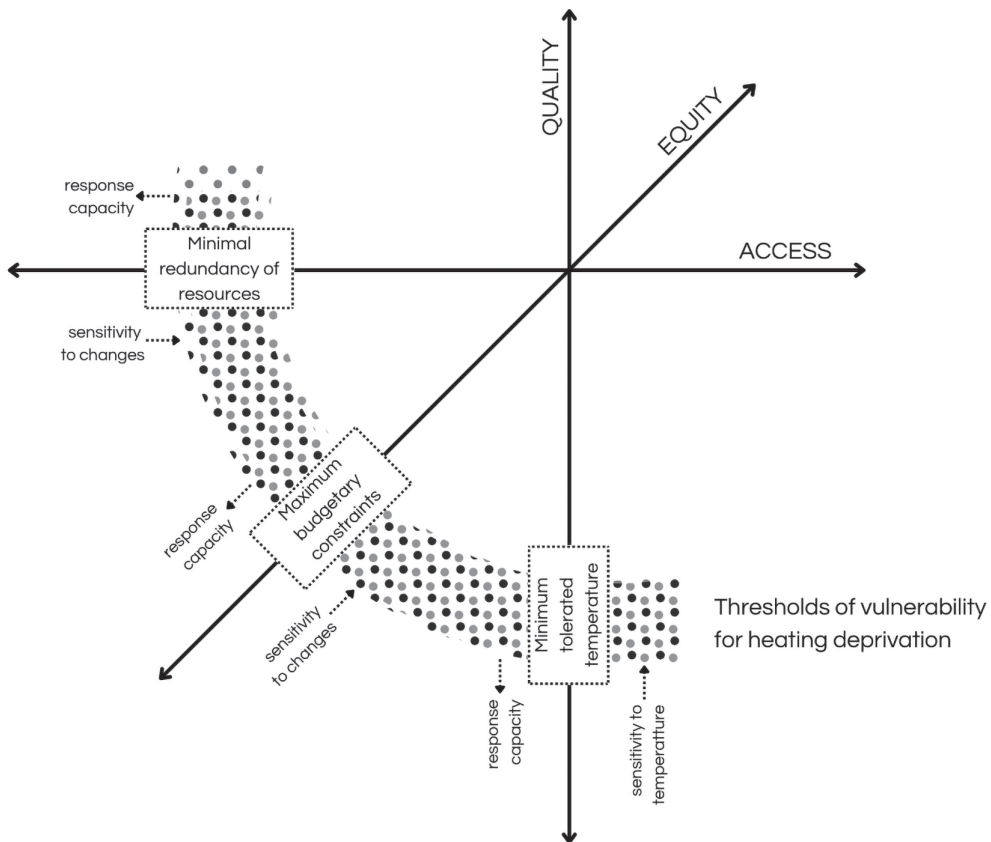 QUALITY
EQUITY
ACCESS
response
capacity
Minimal
redundancy of
resources
sensitivity
to changes
Maximum
budgetary
constraints
response
capacity
sensitivity
to changes
Minimum
tolerated
temperature
Thresholds of vulnerability
for heating deprivation
response
capacity
sensitivity to
temperatture